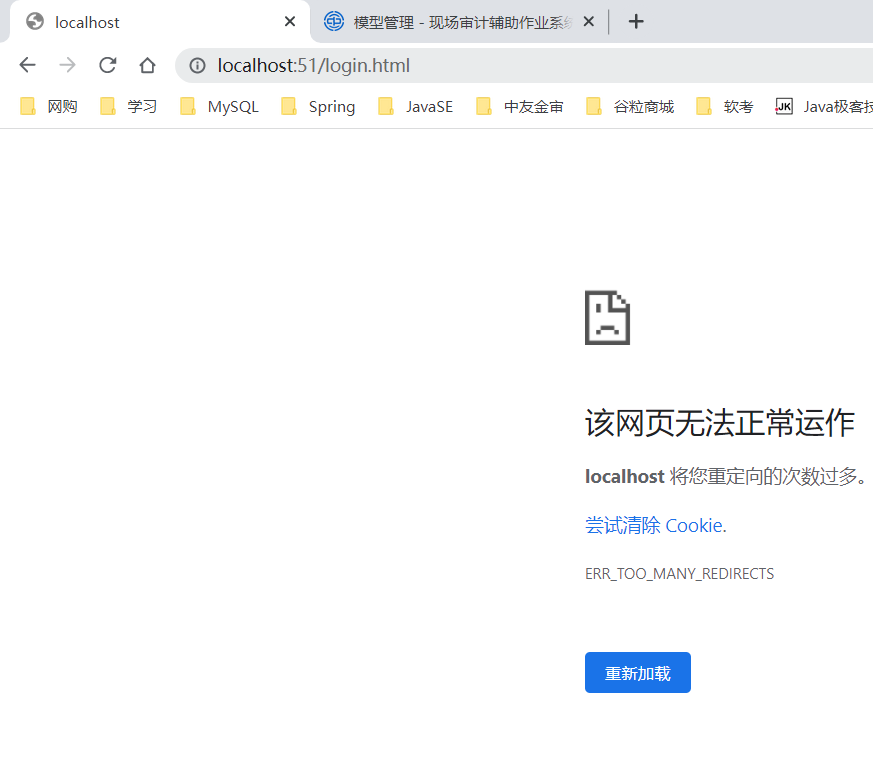 localhost
模型管理 - 现场审计辅助作业系
localhost:51/login.html
网购 学习 MySQL Spring JavaSE 中友金审 谷粒商城 软考 JK Java极客技
该网页无法正常运作
localhost 将您重定向的次数过多。
尝试清除 Cookie.
ERR_TOO_MANY_REDIRECTS
重新加载